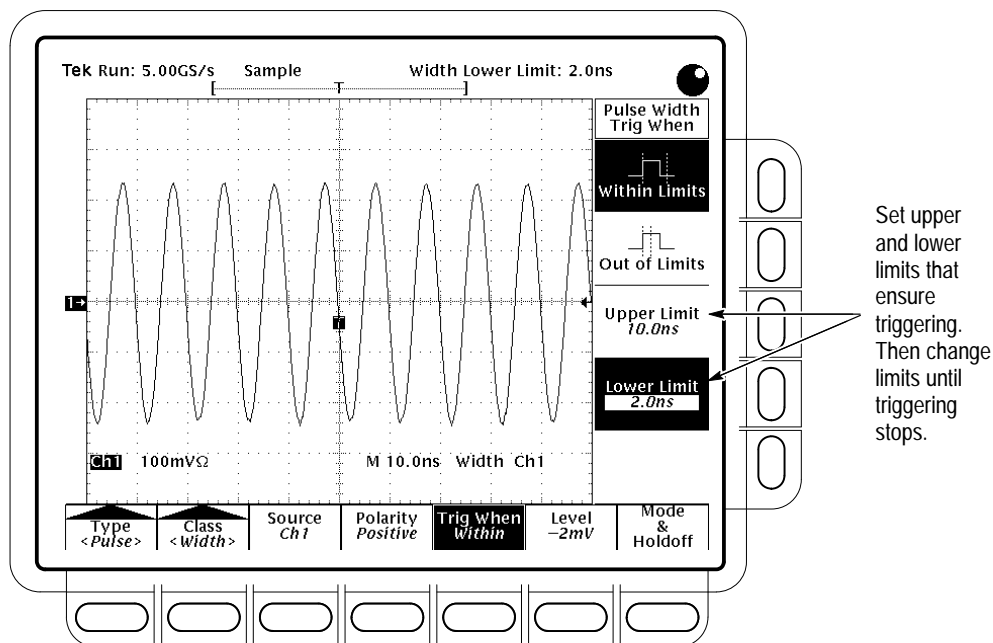 Tek Run: 5.00GS/s Sample Width Lower Limit: 2.0ns
T
Pulse Width
Trig When
Within Limits
Out of Limits
Upper Limit
10.0ns
Lower Limit
2.0ns
1→
T
Ch1 100mVΩ M 10.0ns Width Ch1
Type
<Pulse>
Class
<Width>
Source
Ch1
Polarity
Positive
Trig When
Within
Level
−2mV
Mode
&
Holdoff
Set upper
and lower
limits that
ensure
triggering.
Then change
limits until
triggering
stops.